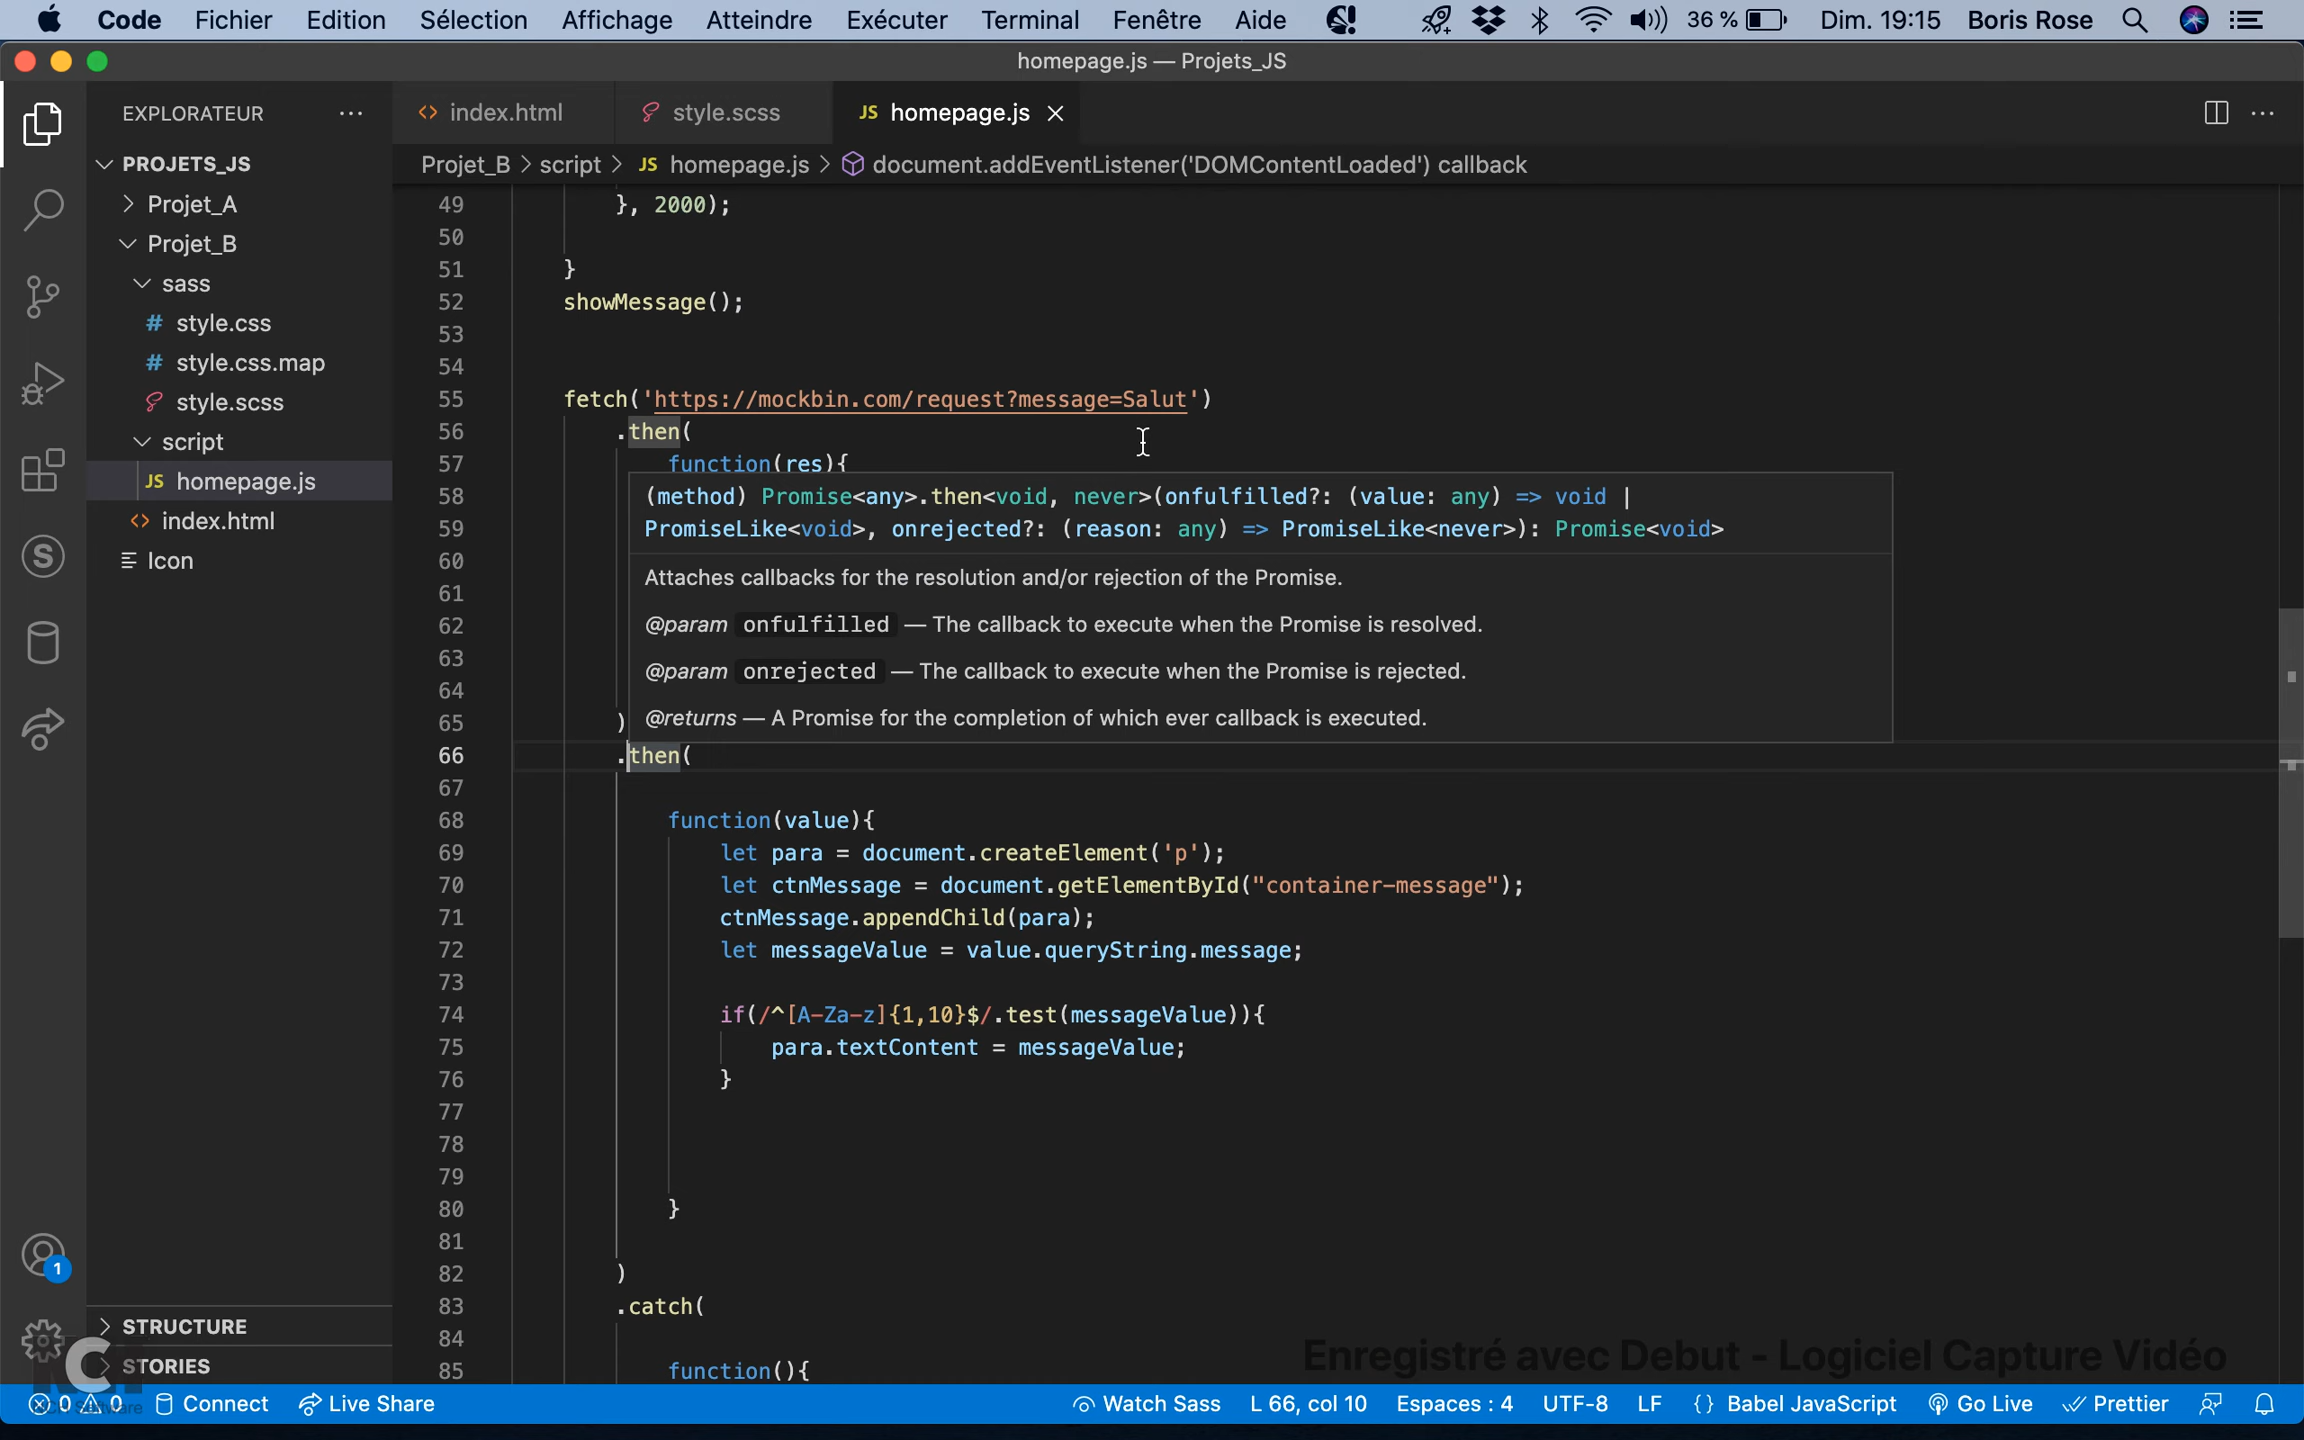 Code Fichier Edition Sélection Affichage Atteindre Exécuter Terminal Fenêtre Aide 36 % Dim. 19:15 Boris Rose
homepage.js — Projets_JS
EXPLORATEUR
PROJETS_JS
Projet_A
Projet_B
sass
# style.css
# style.css.map
style.scss
script
JS homepage.js
<> index.html
Icon
STRUCTURE
STORIES
<> index.html style.scss JS homepage.js
Projet_B > script > JS homepage.js > document.addEventListener('DOMContentLoaded') callback
49 }, 2000);
50
51 }
52 showMessage();
53
54
55 fetch('https://mockbin.com/request?message=Salut')
56 .then(
57 function(res){
58
59
60
61
62
63
64
65 )
(method) Promise<any>.then<void, never>(onfulfilled?: (value: any) => void |
PromiseLike<void>, onrejected?: (reason: any) => PromiseLike<never>): Promise<void>
Attaches callbacks for the resolution and/or rejection of the Promise.
@param onfulfilled — The callback to execute when the Promise is resolved.
@param onrejected — The callback to execute when the Promise is rejected.
@returns — A Promise for the completion of which ever callback is executed.
66 .then(
67
68 function(value){
69 let para = document.createElement('p');
70 let ctnMessage = document.getElementById("container-message");
71 ctnMessage.appendChild(para);
72 let messageValue = value.queryString.message;
73
74 if(/^[A-Za-z]{1,10}$/.test(messageValue)){
75 para.textContent = messageValue;
76 }
77
78
79
80 }
81
82 )
83 .catch(
84
85 function(){
Enregistré avec Debut - Logiciel Capture Vidéo
1
0 0 Connect Live Share Watch Sass L 66, col 10 Espaces : 4 UTF-8 LF {} Babel JavaScript Go Live Prettier